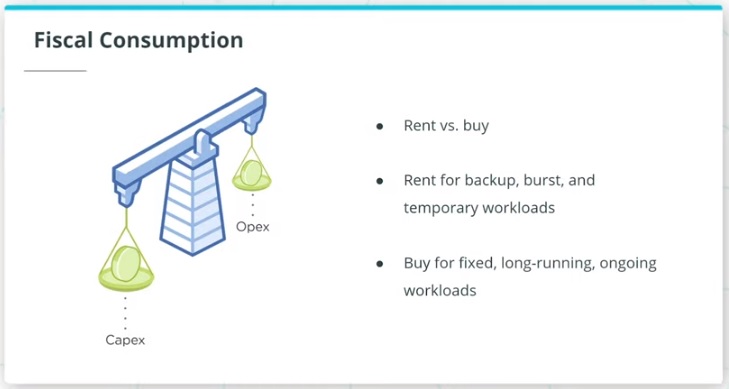 Fiscal Consumption
Opex
Capex
● Rent vs. buy
● Rent for backup, burst, and
temporary workloads
● Buy for fixed, long-running, ongoing
workloads